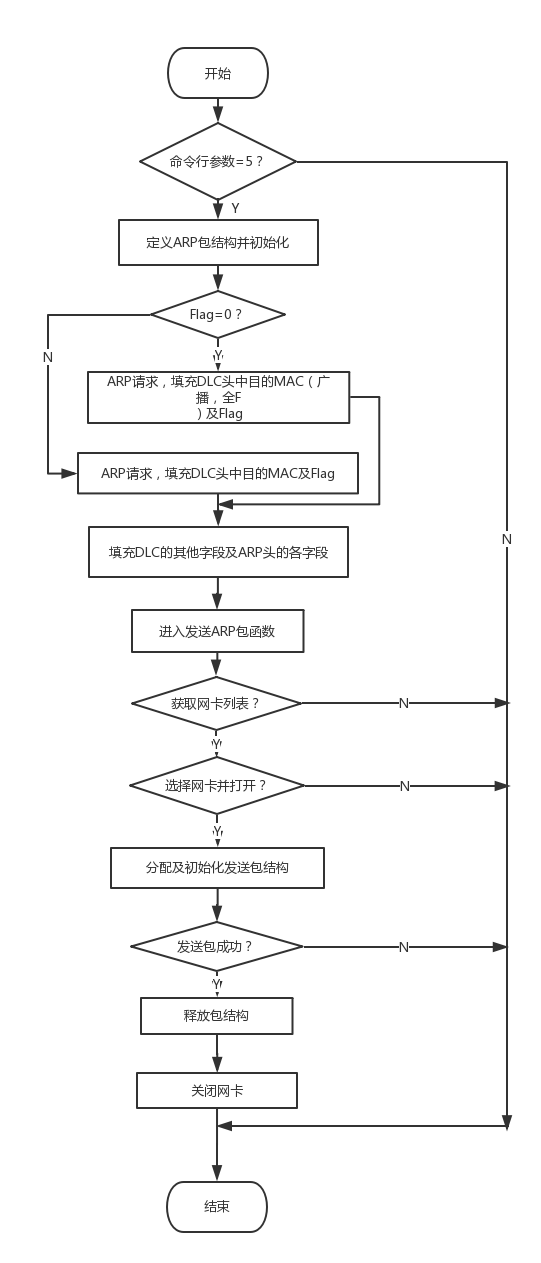 开始
命令行参数=5？
Y
定义ARP包结构并初始化
Flag=0？
N
Y
ARP请求，填充DLC头中目的MAC（广
播，全F
）及Flag
ARP请求，填充DLC头中目的MAC及Flag
N
填充DLC的其他字段及ARP头的各字段
进入发送ARP包函数
获取网卡列表？
N
Y
选择网卡并打开？
N
Y
分配及初始化发送包结构
发送包成功？
N
Y
释放包结构
关闭网卡
结束